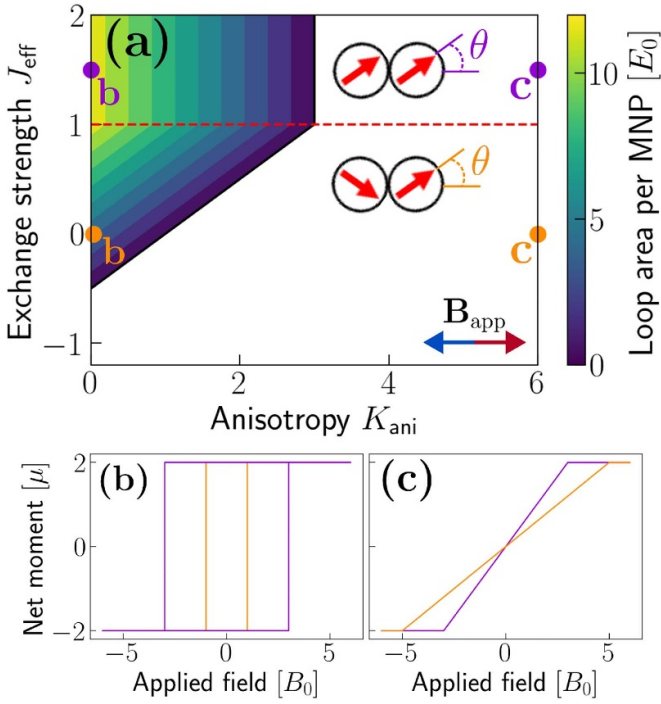 (a)
Exchange strength J_eff
2
1
0
−1
b
b
c
c
θ
θ
B_app
0
2
4
6
Anisotropy K_ani
10
5
0
Loop area per MNP [E_0]
(b)
Net moment [μ]
2
0
−2
−5
0
5
Applied field [B_0]
(c)
−5
0
5
Applied field [B_0]